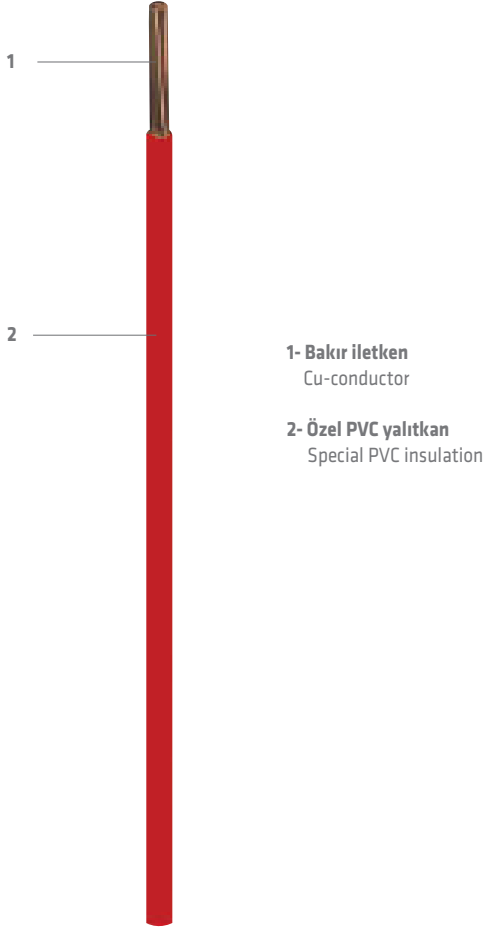 1
2
1- Bakır iletken
Cu-conductor
2- Özel PVC yalıtkan
Special PVC insulation